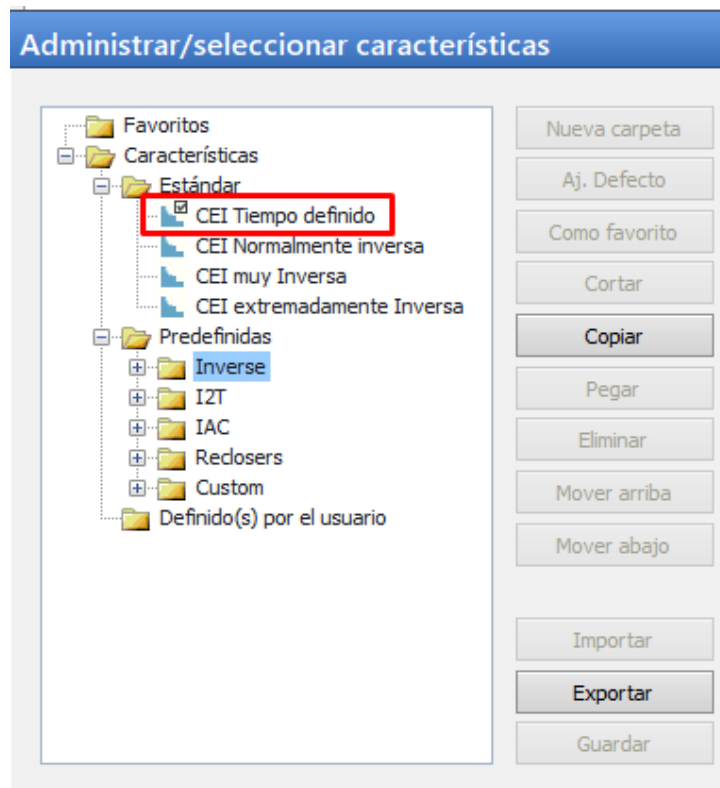 Administrar/seleccionar características
Favoritos
Características
Estándar
CEI Tiempo definido
CEI Normalmente inversa
CEI muy Inversa
CEI extremadamente Inversa
Predefinidas
Inverse
I2T
IAC
Reclosers
Custom
Definido(s) por el usuario
Nueva carpeta
Aj. Defecto
Como favorito
Cortar
Copiar
Pegar
Eliminar
Mover arriba
Mover abajo
Importar
Exportar
Guardar